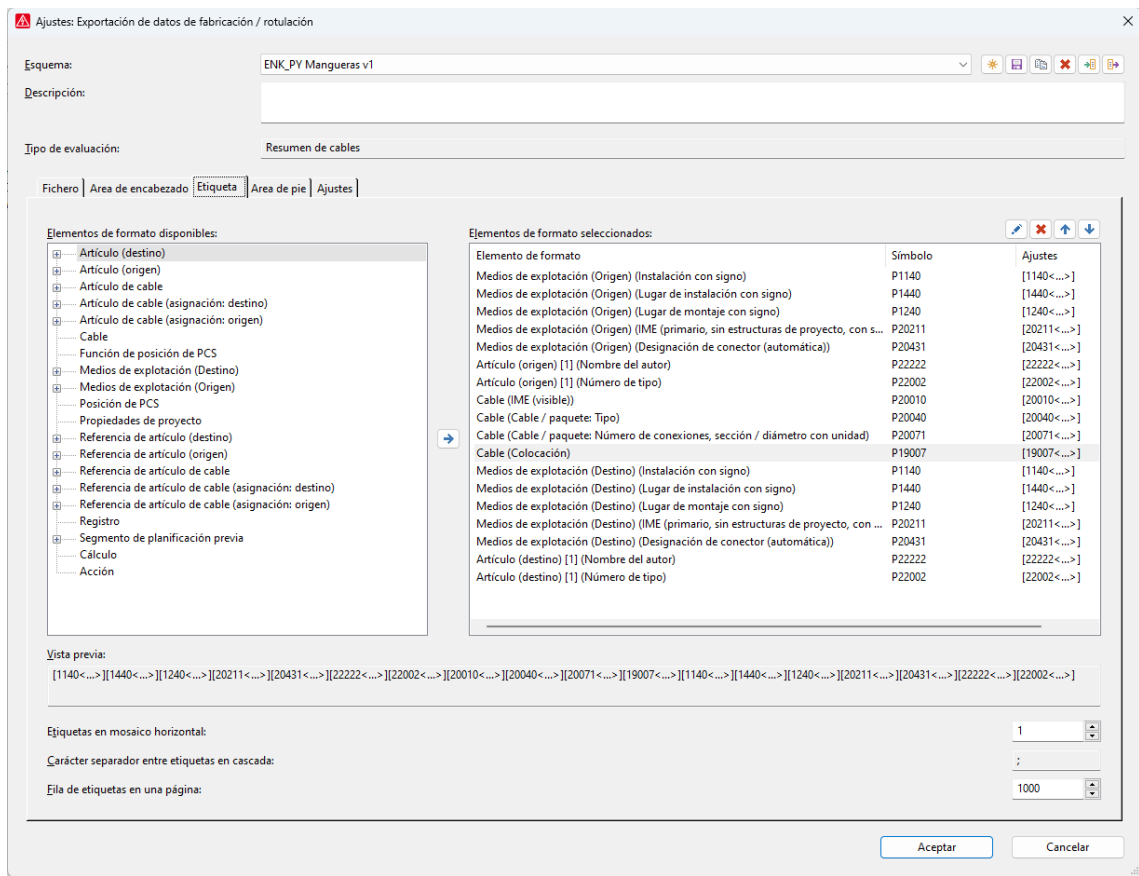 Ajustes: Exportación de datos de fabricación / rotulación
Esquema: ENK_PY Mangueras v1
Descripción:
Tipo de evaluación: Resumen de cables
Fichero Area de encabezado Etiqueta Area de pie Ajustes
Elementos de formato disponibles:
Artículo (destino)
Artículo (origen)
Artículo de cable
Artículo de cable (asignación: destino)
Artículo de cable (asignación: origen)
Cable
Función de posición de PCS
Medios de explotación (Destino)
Medios de explotación (Origen)
Posición de PCS
Propiedades de proyecto
Referencia de artículo (destino)
Referencia de artículo (origen)
Referencia de artículo de cable
Referencia de artículo de cable (asignación: destino)
Referencia de artículo de cable (asignación: origen)
Registro
Segmento de planificación previa
Cálculo
Acción
Elementos de formato seleccionados:
Elemento de formato Símbolo Ajustes
Medios de explotación (Origen) (Instalación con signo) P1140 [1140<...>]
Medios de explotación (Origen) (Lugar de instalación con signo) P1440 [1440<...>]
Medios de explotación (Origen) (Lugar de montaje con signo) P1240 [1240<...>]
Medios de explotación (Origen) (IME (primario, sin estructuras de proyecto, con s... P20211 [20211<...>]
Medios de explotación (Origen) (Designación de conector (automática)) P20431 [20431<...>]
Artículo (origen) [1] (Nombre del autor) P22222 [22222<...>]
Artículo (origen) [1] (Número de tipo) P22002 [22002<...>]
Cable (IME (visible)) P20010 [20010<...>]
Cable (Cable / paquete: Tipo) P20040 [20040<...>]
Cable (Cable / paquete: Número de conexiones, sección / diámetro con unidad) P20071 [20071<...>]
Cable (Colocación) P19007 [19007<...>]
Medios de explotación (Destino) (Instalación con signo) P1140 [1140<...>]
Medios de explotación (Destino) (Lugar de instalación con signo) P1440 [1440<...>]
Medios de explotación (Destino) (Lugar de montaje con signo) P1240 [1240<...>]
Medios de explotación (Destino) (IME (primario, sin estructuras de proyecto, con ... P20211 [20211<...>]
Medios de explotación (Destino) (Designación de conector (automática)) P20431 [20431<...>]
Artículo (destino) [1] (Nombre del autor) P22222 [22222<...>]
Artículo (destino) [1] (Número de tipo) P22002 [22002<...>]
Vista previa:
[1140<...>][1440<...>][1240<...>][20211<...>][20431<...>][22222<...>][22002<...>][20010<...>][20040<...>][20071<...>][19007<...>][1140<...>][1440<...>][1240<...>][20211<...>][20431<...>][22222<...>][22002<...>]
Etiquetas en mosaico horizontal: 1
Carácter separador entre etiquetas en cascada: ;
Fila de etiquetas en una página: 1000
Aceptar Cancelar